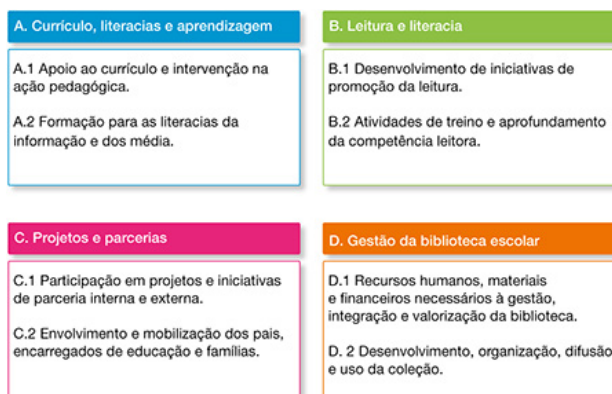 A. Currículo, literacias e aprendizagem
A.1 Apoio ao currículo e intervenção na
ação pedagógica.
A.2 Formação para as literacias da
informação e dos média.
B. Leitura e literacia
B.1 Desenvolvimento de iniciativas de
promoção da leitura.
B.2 Atividades de treino e aprofundamento
da competência leitora.
C. Projetos e parcerias
C.1 Participação em projetos e iniciativas
de parceria interna e externa.
C.2 Envolvimento e mobilização dos pais,
encarregados de educação e famílias.
D. Gestão da biblioteca escolar
D.1 Recursos humanos, materiais
e financeiros necessários à gestão,
integração e valorização da biblioteca.
D. 2 Desenvolvimento, organização, difusão
e uso da coleção.